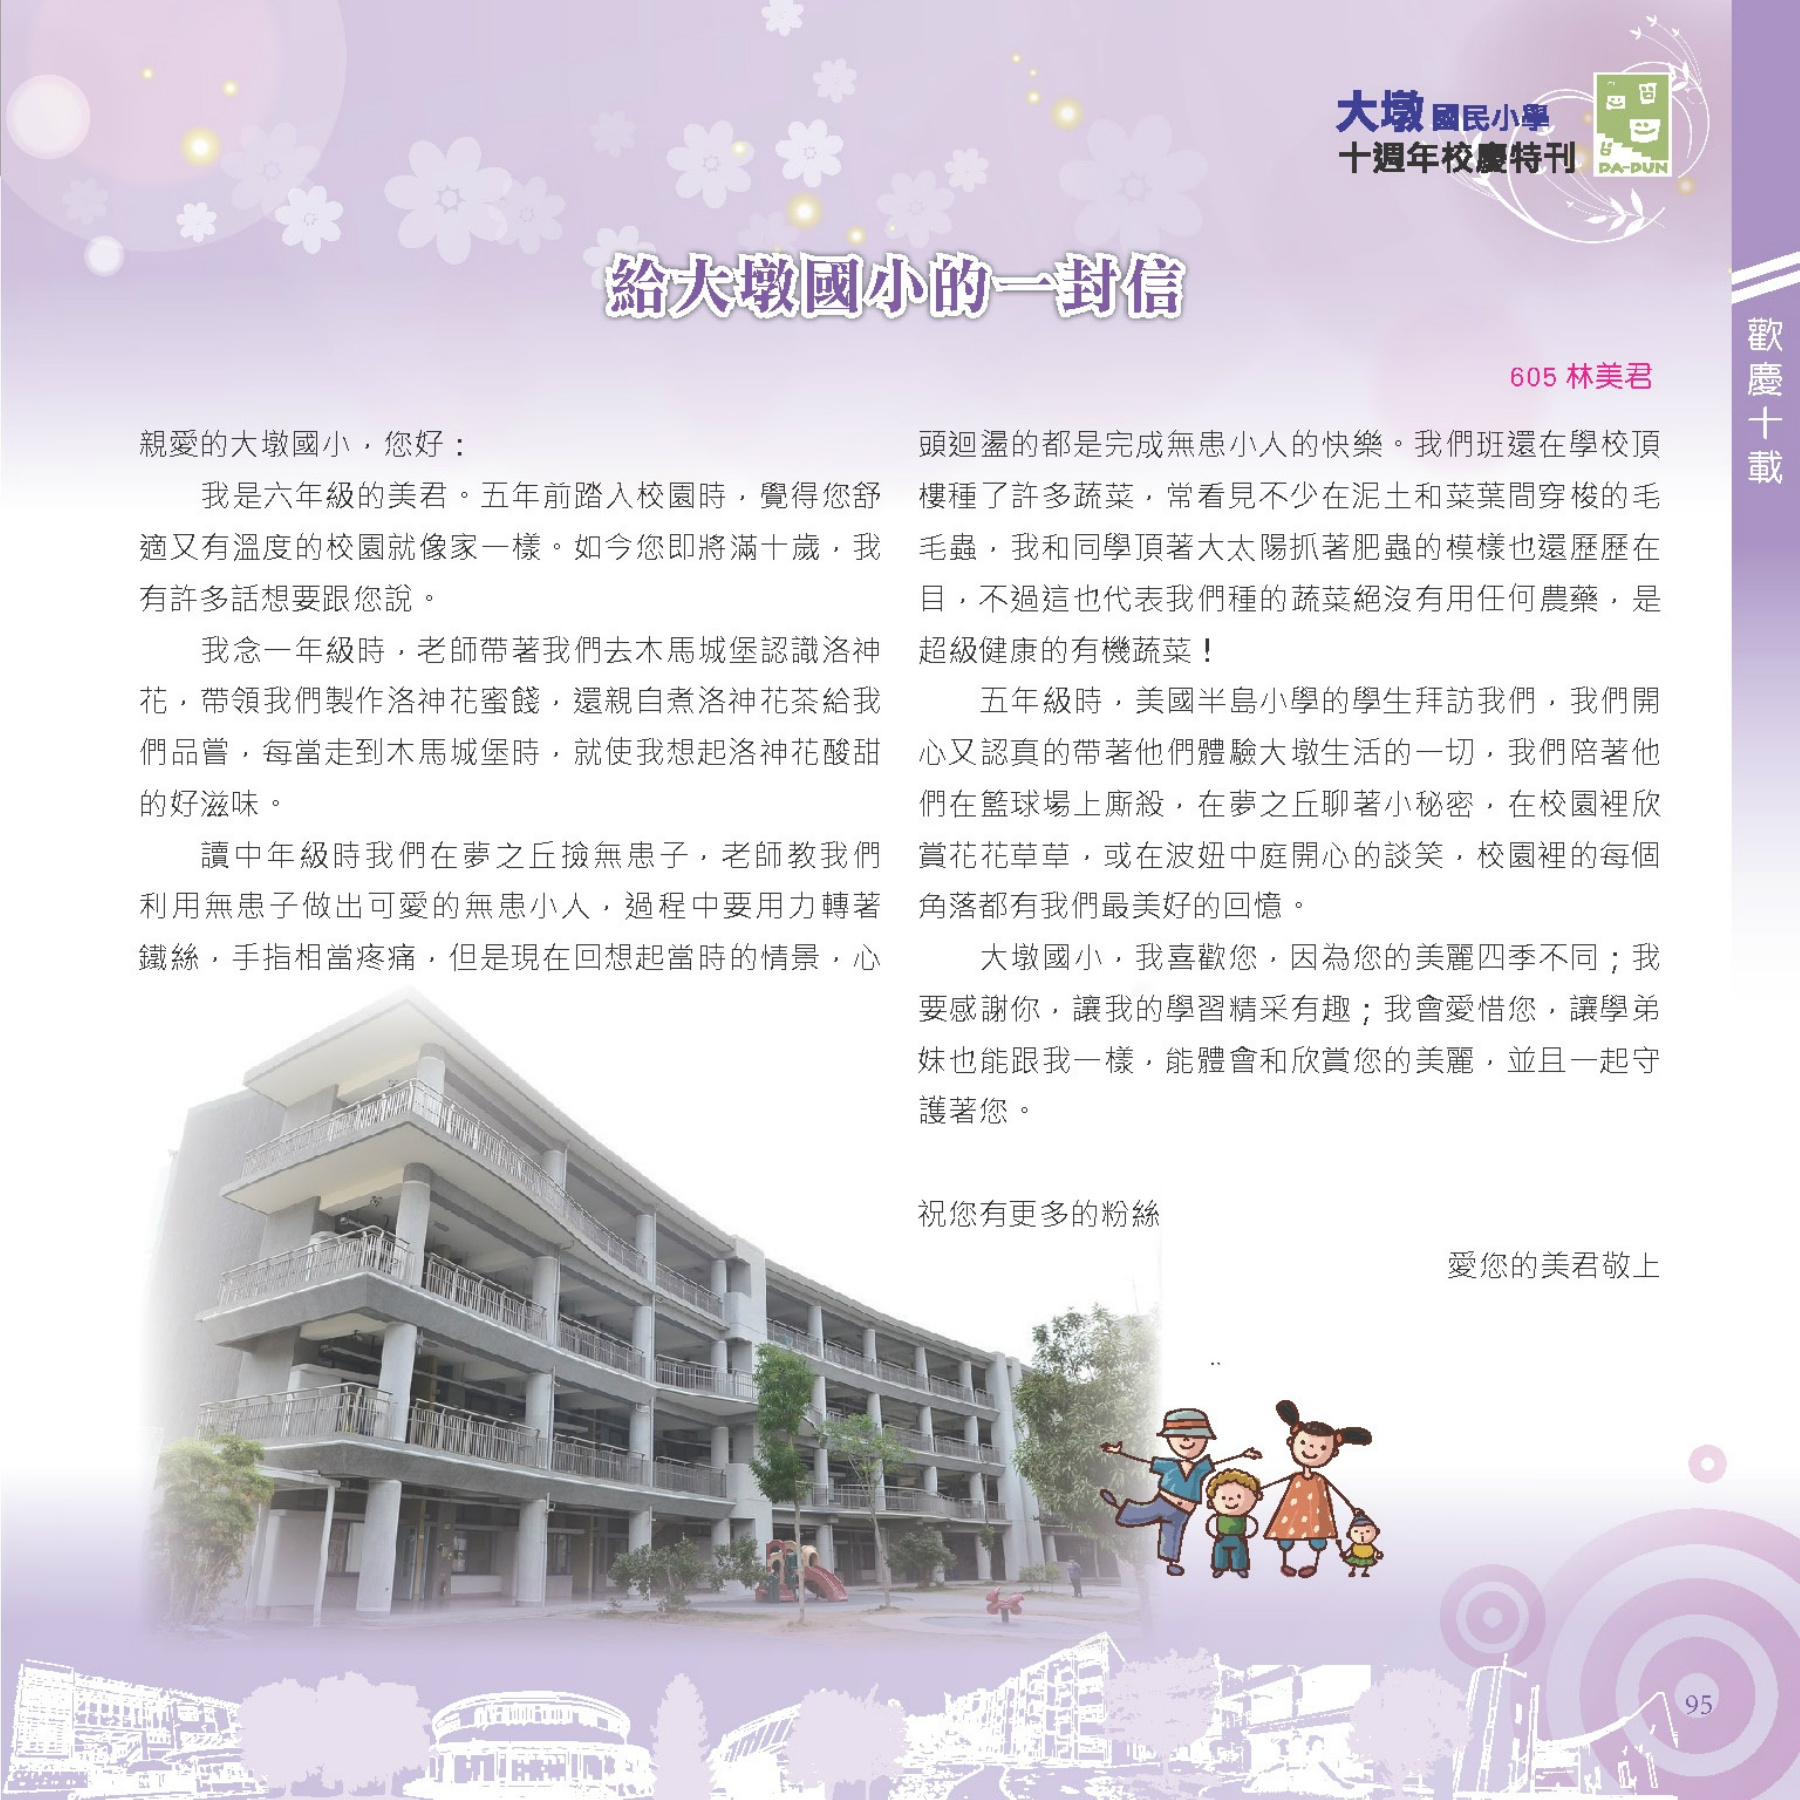 大墩國民小學
十週年校慶特刊
DA-DUN
給大墩國小的一封信
歡慶十載
605 林美君
親愛的大墩國小，您好：
我是六年級的美君。五年前踏入校園時，覺得您舒
適又有溫度的校園就像家一樣。如今您即將滿十歲，我
有許多話想要跟您說。
我念一年級時，老師帶著我們去木馬城堡認識洛神
花，帶領我們製作洛神花蜜餞，還親自煮洛神花茶給我
們品嘗，每當走到木馬城堡時，就使我想起洛神花酸甜
的好滋味。
讀中年級時我們在夢之丘撿無患子，老師教我們
利用無患子做出可愛的無患小人，過程中要用力轉著
鐵絲，手指相當疼痛，但是現在回想起當時的情景，心
頭迴盪的都是完成無患小人的快樂。我們班還在學校頂
樓種了許多蔬菜，常看見不少在泥土和菜葉間穿梭的毛
毛蟲，我和同學頂著大太陽抓著肥蟲的模樣也還歷歷在
目，不過這也代表我們種的蔬菜絕沒有用任何農藥，是
超級健康的有機蔬菜！
五年級時，美國半島小學的學生拜訪我們，我們開
心又認真的帶著他們體驗大墩生活的一切，我們陪著他
們在籃球場上廝殺，在夢之丘聊著小秘密，在校園裡欣
賞花花草草，或在波妞中庭開心的談笑，校園裡的每個
角落都有我們最美好的回憶。
大墩國小，我喜歡您，因為您的美麗四季不同；我
要感謝你，讓我的學習精采有趣；我會愛惜您，讓學弟
妹也能跟我一樣，能體會和欣賞您的美麗，並且一起守
護著您。
祝您有更多的粉絲
愛您的美君敬上
95